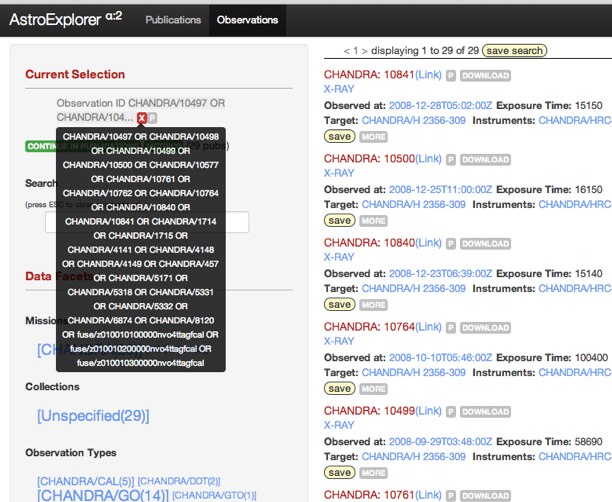 AstroExplorer α:2
Publications
Observations
Current Selection
Observation ID CHANDRA/10497 OR
CHANDRA/104... X P
CHANDRA/10497 OR CHANDRA/10498
OR CHANDRA/10499 OR
CHANDRA/10500 OR CHANDRA/10577
OR CHANDRA/10761 OR
CHANDRA/10762 OR CHANDRA/10764
OR CHANDRA/10840 OR
CHANDRA/10841 OR CHANDRA/1714
OR CHANDRA/1715 OR
CHANDRA/4141 OR CHANDRA/4148
OR CHANDRA/4149 OR CHANDRA/457
OR CHANDRA/5171 OR
CHANDRA/5318 OR CHANDRA/5331
OR CHANDRA/5332 OR
CHANDRA/6874 OR CHANDRA/8120
OR fuse/z010010100000nvo4ttagfcal OR
fuse/z010010200000nvo4ttagfcal OR
fuse/z010010300000nvo4ttagfcal
CONTINUE IN pubs)
Search
(press ESC to
Data Facets
Missions
Collections
[Unspecified(29)]
Observation Types
[CHANDRA/CAL(5)] [CHANDRA/DDT(2)]
[CHANDRA/GO(14)] [CHANDRA/GTO(1)]
< 1 > displaying 1 to 29 of 29 save search
CHANDRA: 10841(Link) P DOWNLOAD
X-RAY
Observed at: 2008-12-28T05:02:00Z Exposure Time: 15150
Target: CHANDRA/H 2356-309 Instruments: CHANDRA/HRC
save MORE
CHANDRA: 10500(Link) P DOWNLOAD
X-RAY
Observed at: 2008-12-25T11:00:00Z Exposure Time: 16150
Target: CHANDRA/H 2356-309 Instruments: CHANDRA/HRC
save MORE
CHANDRA: 10840(Link) P DOWNLOAD
X-RAY
Observed at: 2008-12-23T06:39:00Z Exposure Time: 15140
Target: CHANDRA/H 2356-309 Instruments: CHANDRA/HRC
save MORE
CHANDRA: 10764(Link) P DOWNLOAD
X-RAY
Observed at: 2008-10-10T05:46:00Z Exposure Time: 100400
Target: CHANDRA/H 2356-309 Instruments: CHANDRA/HRC
save MORE
CHANDRA: 10499(Link) P DOWNLOAD
X-RAY
Observed at: 2008-09-29T03:48:00Z Exposure Time: 58690
Target: CHANDRA/H 2356-309 Instruments: CHANDRA/HRC
save MORE
CHANDRA: 10761(Link) P DOWNLOAD